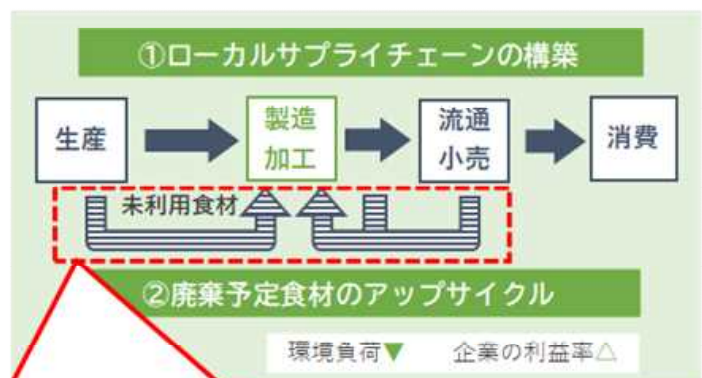 ①ローカルサプライチェーンの構築
生産
製造
加工
流通
小売
消費
未利用食材
②廃棄予定食材のアップサイクル
環境負荷▼ 企業の利益率△